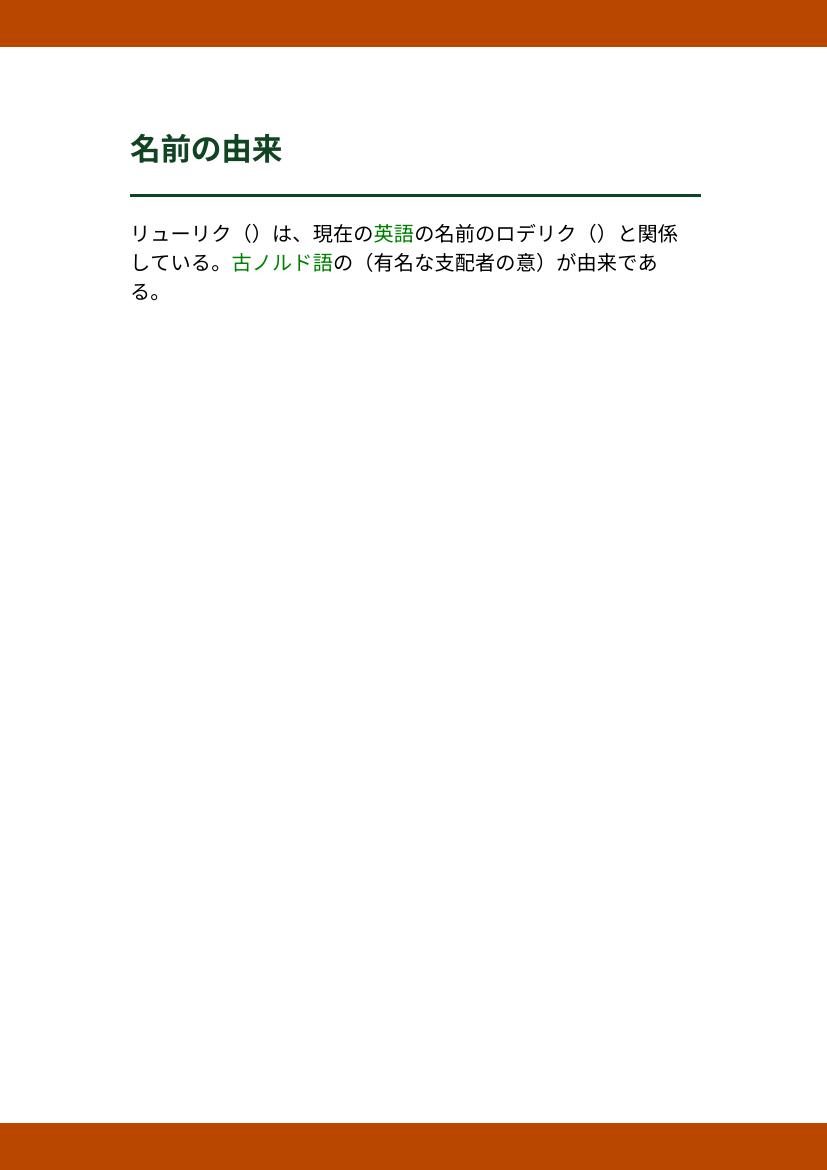 名前の由来
リューリク（）は、現在の英語の名前のロデリク（）と関係
している。古ノルド語の（有名な支配者の意）が由来であ
る。